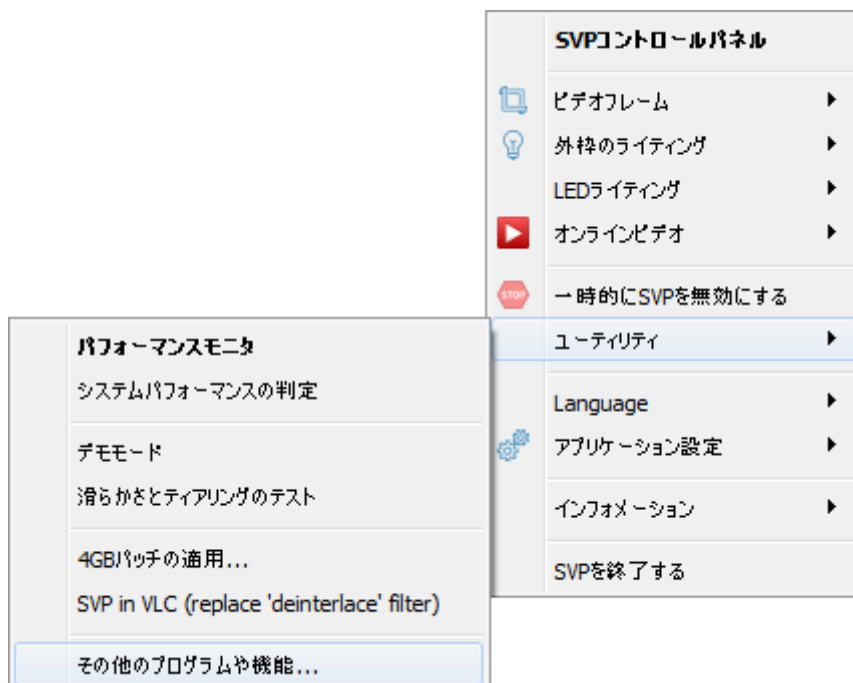 SVPコントロールパネル
ビデオフレーム
外枠のライティング
LEDライティング
オンラインビデオ
STOP
一時的にSVPを無効にする
ユーティリティ
Language
アプリケーション設定
インフォメーション
SVPを終了する
パフォーマンスモニタ
システムパフォーマンスの判定
デモモード
滑らかさとティアリングのテスト
4GBパッチの適用...
SVP in VLC (replace 'deinterlace' filter)
その他のプログラムや機能...